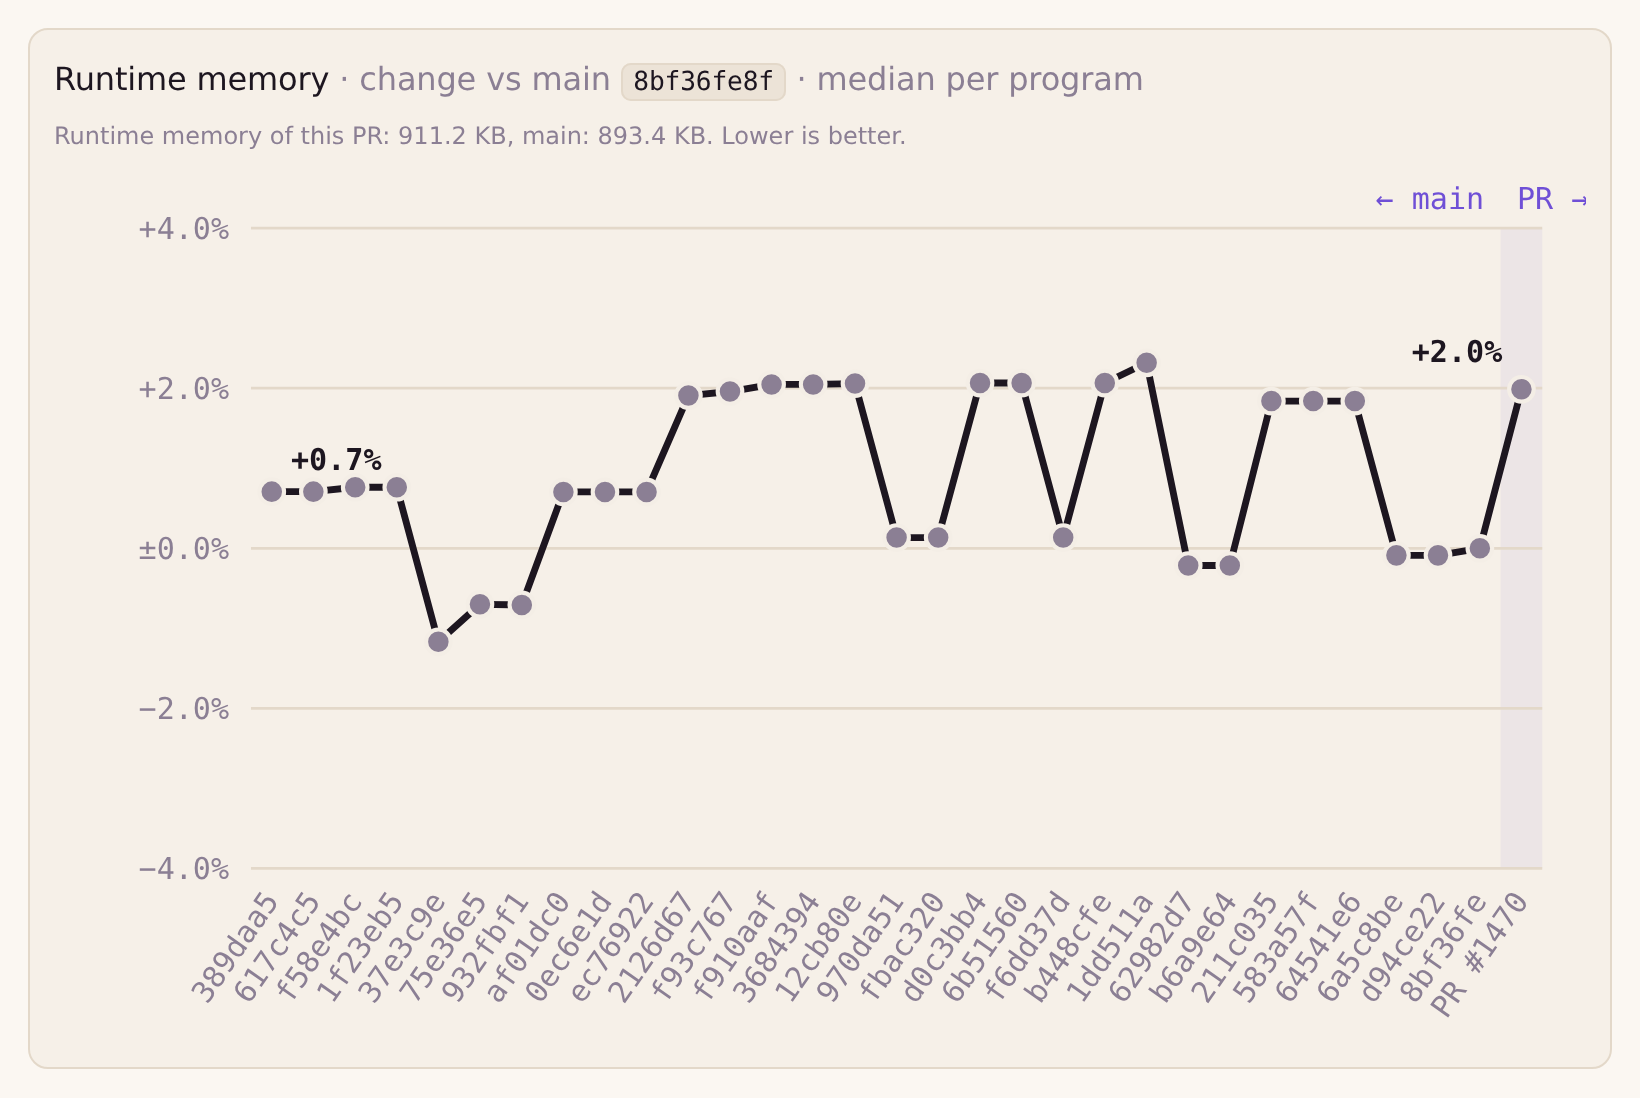 Runtime memory · change vs main 8bf36fe8f · median per program
Runtime memory of this PR: 911.2 KB, main: 893.4 KB. Lower is better.
← main PR →
+4.0%
+2.0%
+2.0%
+0.7%
±0.0%
−2.0%
−4.0%
389daa5
617c4c5
f58e4bc
1f23eb5
37e3c9e
75e36e5
932fbf1
af01dc0
0ec6e1d
ec76922
2126d67
f93c767
f910aaf
3684394
12cb80e
970da51
fbac320
d0c3bb4
6b51560
f6dd37d
b448cfe
1dd511a
62982d7
b6a9e64
211c035
583a57f
64541e6
6a5c8be
d94ce22
8bf36fe
PR #1470